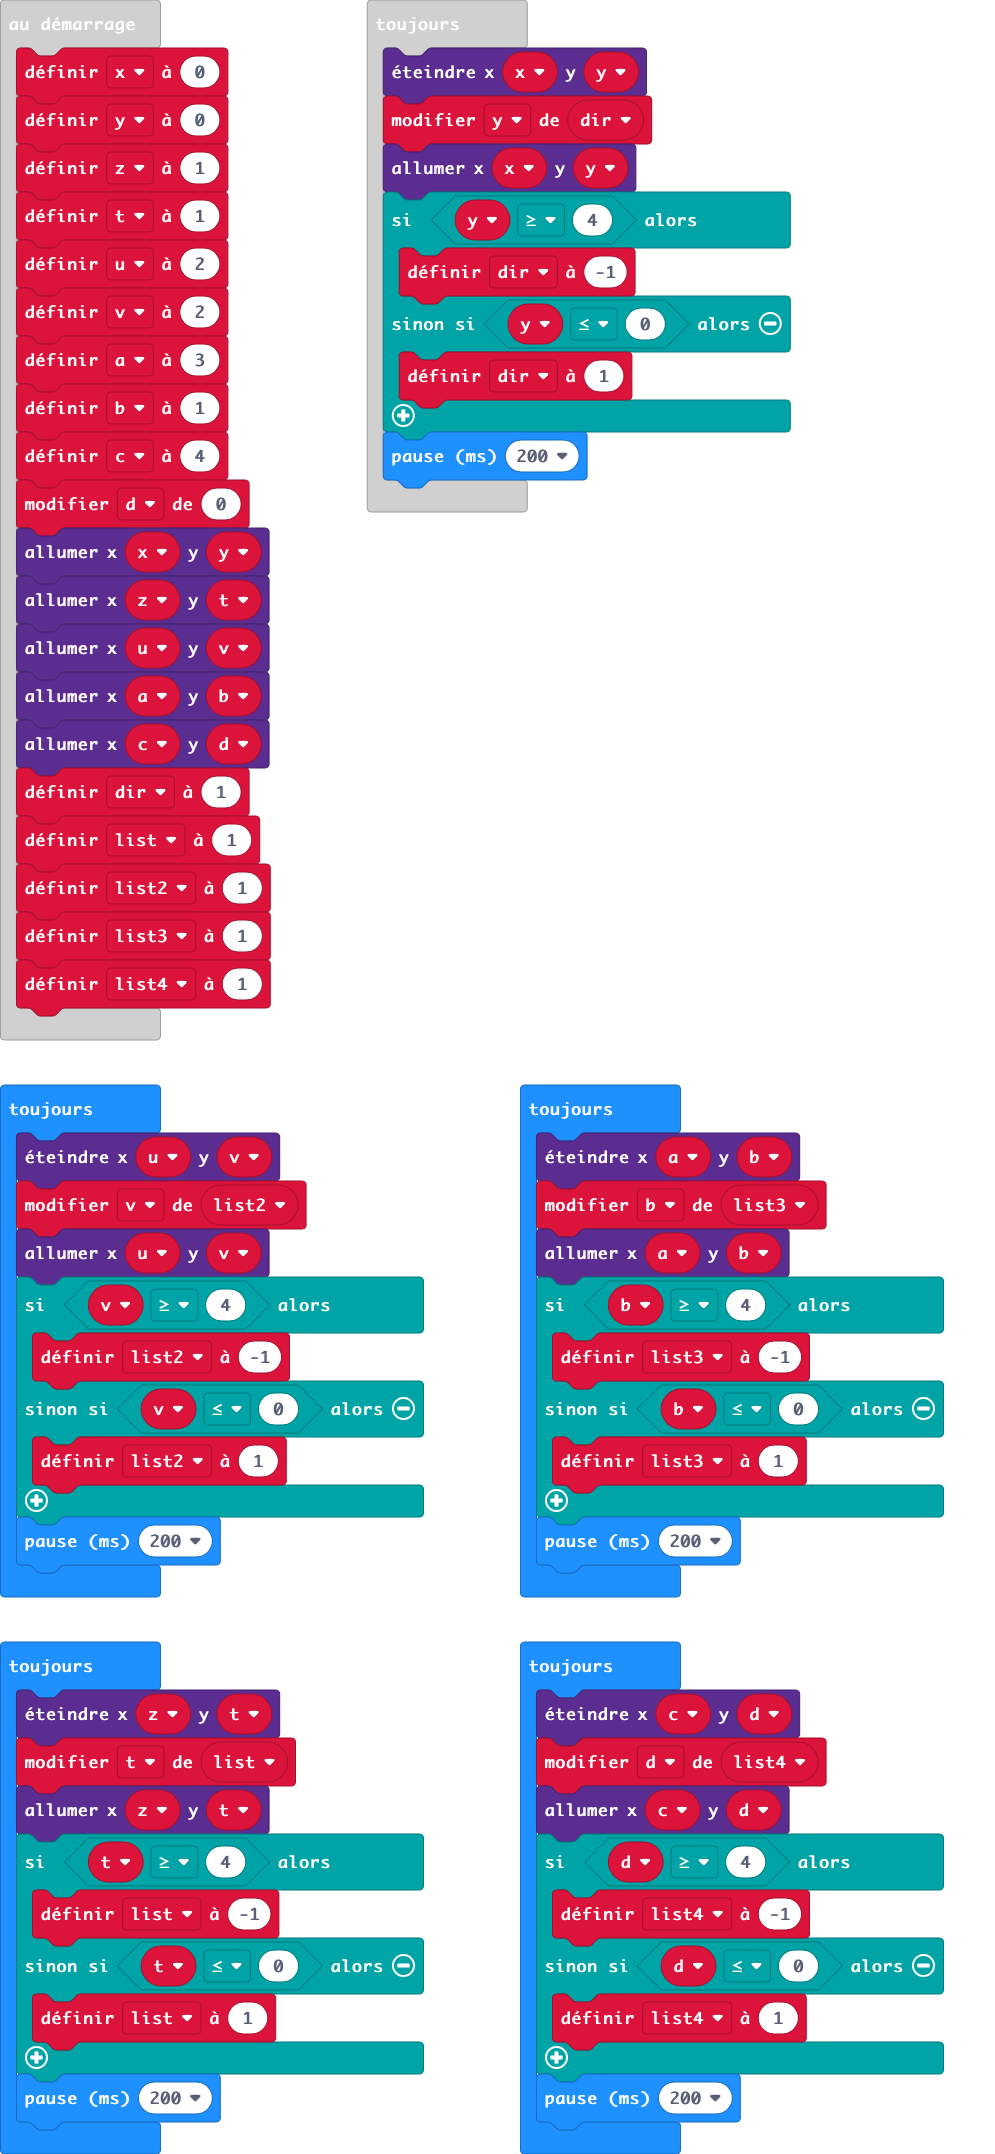 au démarrage
définir x à 0
définir y à 0
définir z à 1
définir t à 1
définir u à 2
définir v à 2
définir a à 3
définir b à 1
définir c à 4
modifier d de 0
allumer x x y y
allumer x z y t
allumer x u y v
allumer x a y b
allumer x c y d
définir dir à 1
définir list à 1
définir list2 à 1
définir list3 à 1
définir list4 à 1
toujours
éteindre x x y y
modifier y de dir
allumer x x y y
si y ≥ 4 alors
définir dir à -1
sinon si y ≤ 0 alors
définir dir à 1
pause (ms) 200
toujours
éteindre x u y v
modifier v de list2
allumer x u y v
si v ≥ 4 alors
définir list2 à -1
sinon si v ≤ 0 alors
définir list2 à 1
pause (ms) 200
toujours
éteindre x a y b
modifier b de list3
allumer x a y b
si b ≥ 4 alors
définir list3 à -1
sinon si b ≤ 0 alors
définir list3 à 1
pause (ms) 200
toujours
éteindre x z y t
modifier t de list
allumer x z y t
si t ≥ 4 alors
définir list à -1
sinon si t ≤ 0 alors
définir list à 1
pause (ms) 200
toujours
éteindre x c y d
modifier d de list4
allumer x c y d
si d ≥ 4 alors
définir list4 à -1
sinon si d ≤ 0 alors
définir list4 à 1
pause (ms) 200